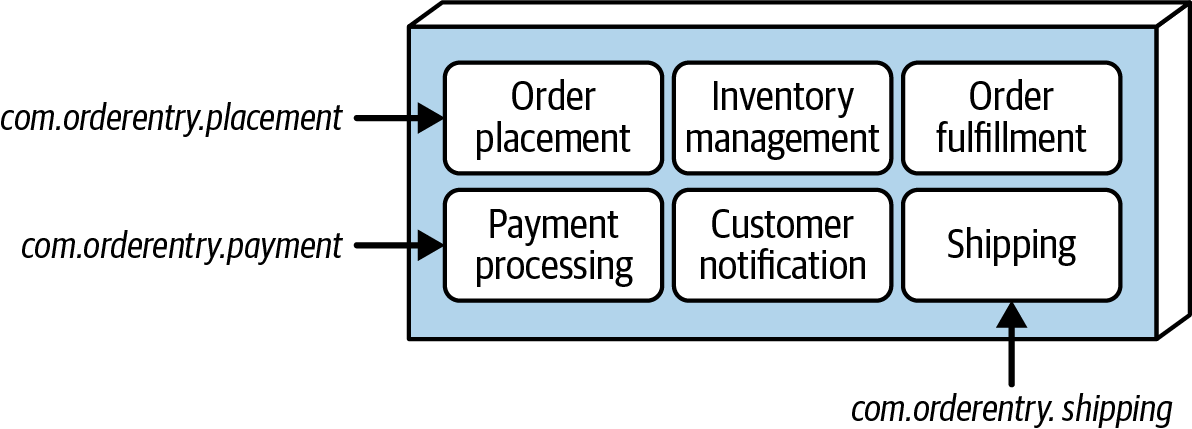 Order
placement
Inventory
management
Order
fulfillment
com.orderentry.placement
Payment
processing
Customer
notification
Shipping
com.orderentry.payment
com.orderentry. shipping